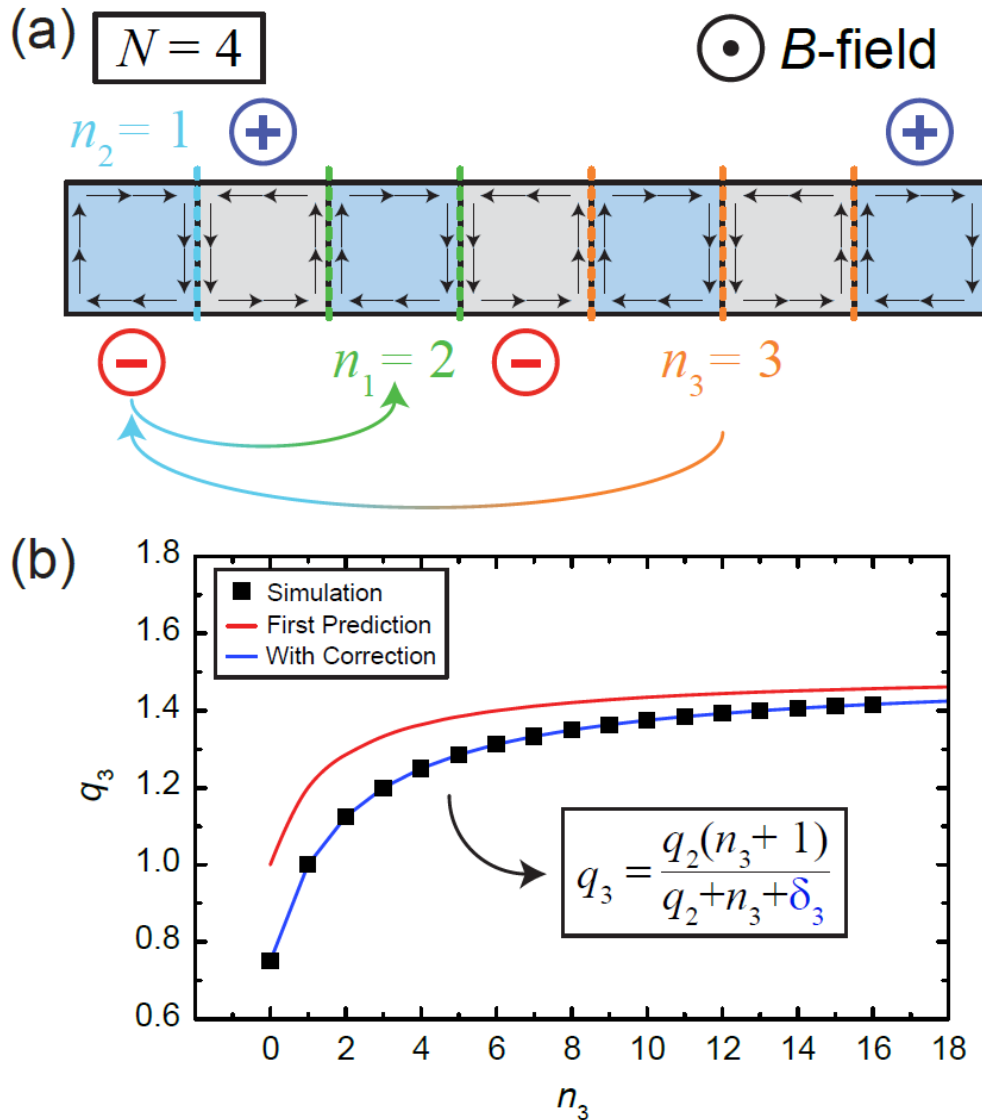 (a)
N = 4
B-field
n₂ = 1
+
+
−
n₁ = 2
−
n₃ = 3
(b)
1.8
1.6
1.4
1.2
1.0
0.8
0.6
q₃
Simulation
First Prediction
With Correction
q₃ = q₂(n₃ + 1) / q₂+n₃+δ₃
0 2 4 6 8 10 12 14 16 18
n₃